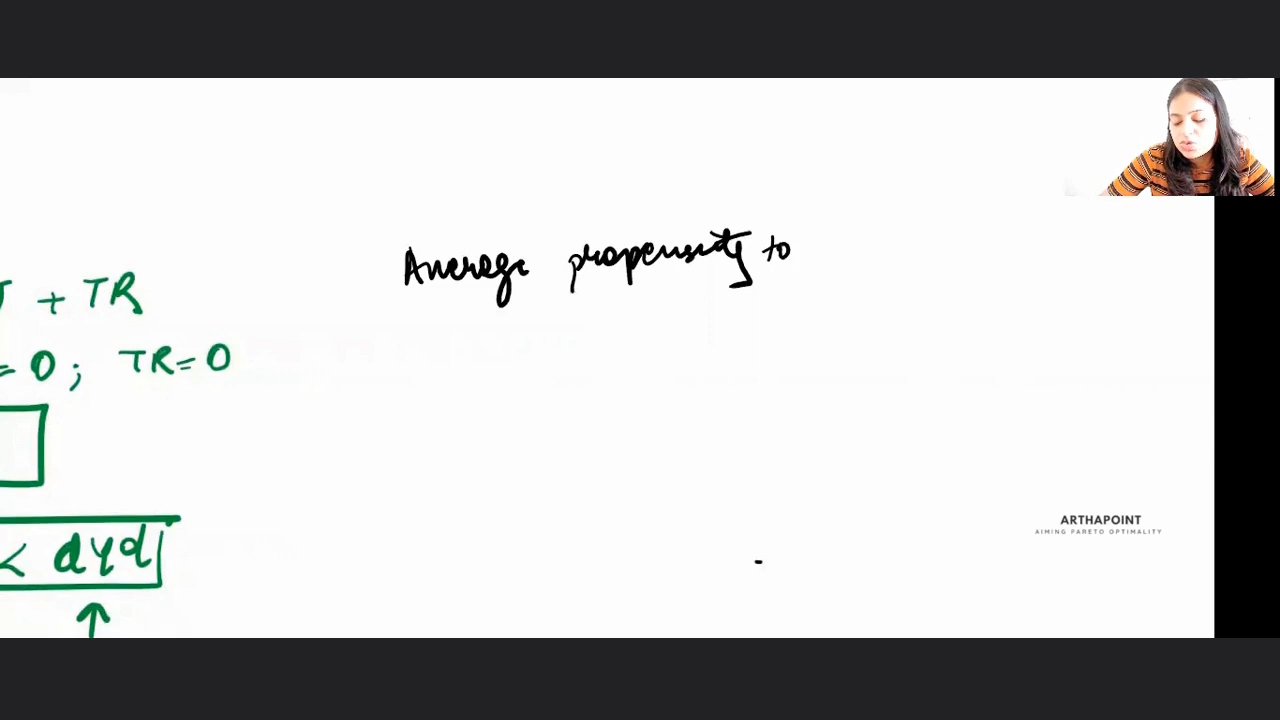 Average propensity to
+ TR
= 0 ; TR = 0
< dyd
ARTHAPOINT
AIMING PARETO OPTIMALITY